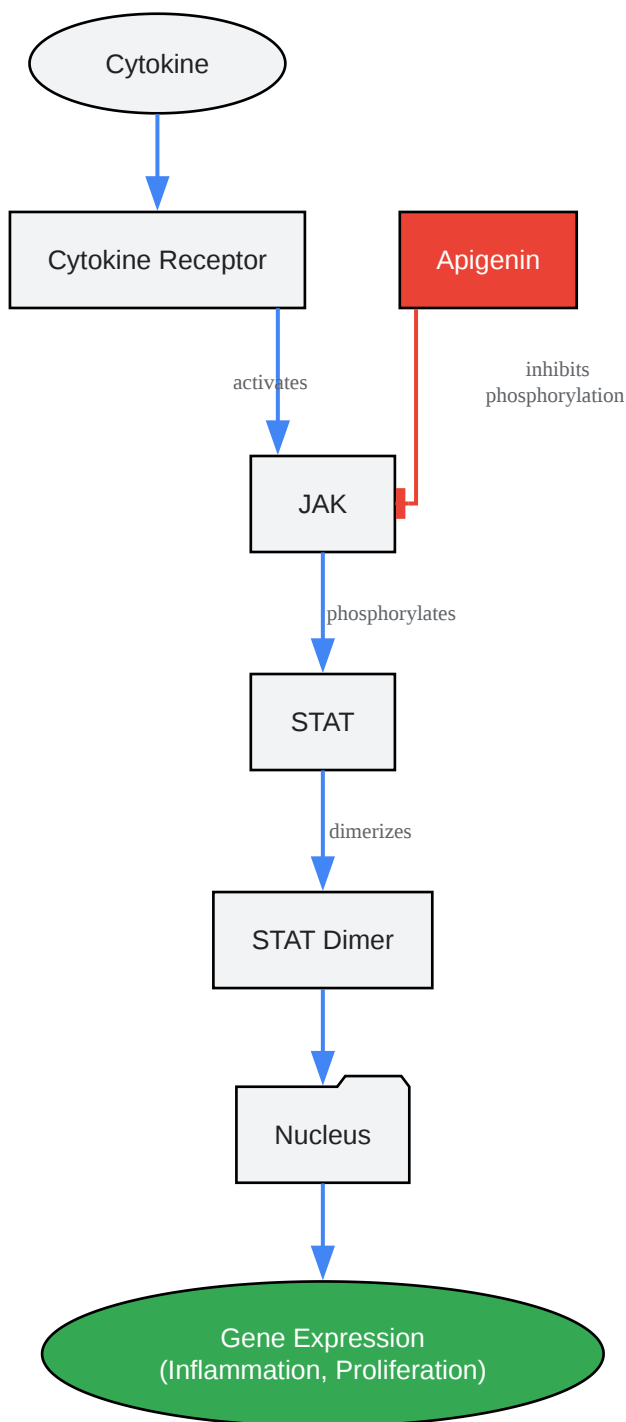 Cytokine
Cytokine Receptor
Apigenin
activates
inhibits
phosphorylation
JAK
phosphorylates
STAT
dimerizes
STAT Dimer
Nucleus
Gene Expression
(Inflammation, Proliferation)